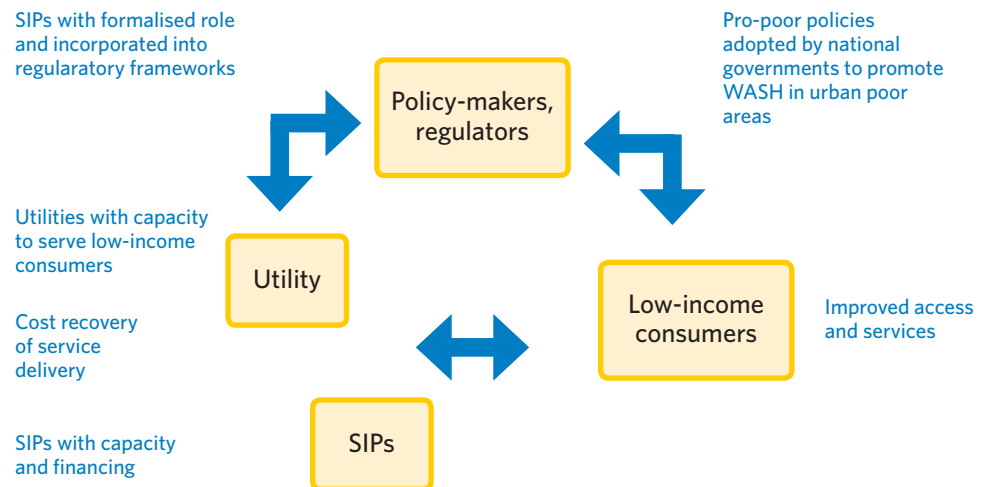 SIPs with formalised role
and incorporated into
regularatory frameworks
Policy-makers,
regulators
Pro-poor policies
adopted by national
governments to promote
WASH in urban poor
areas
Utilities with capacity
to serve low-income
consumers
Utility
Low-income
consumers
Improved access
and services
Cost recovery
of service
delivery
SIPs with capacity
and financing
SIPs